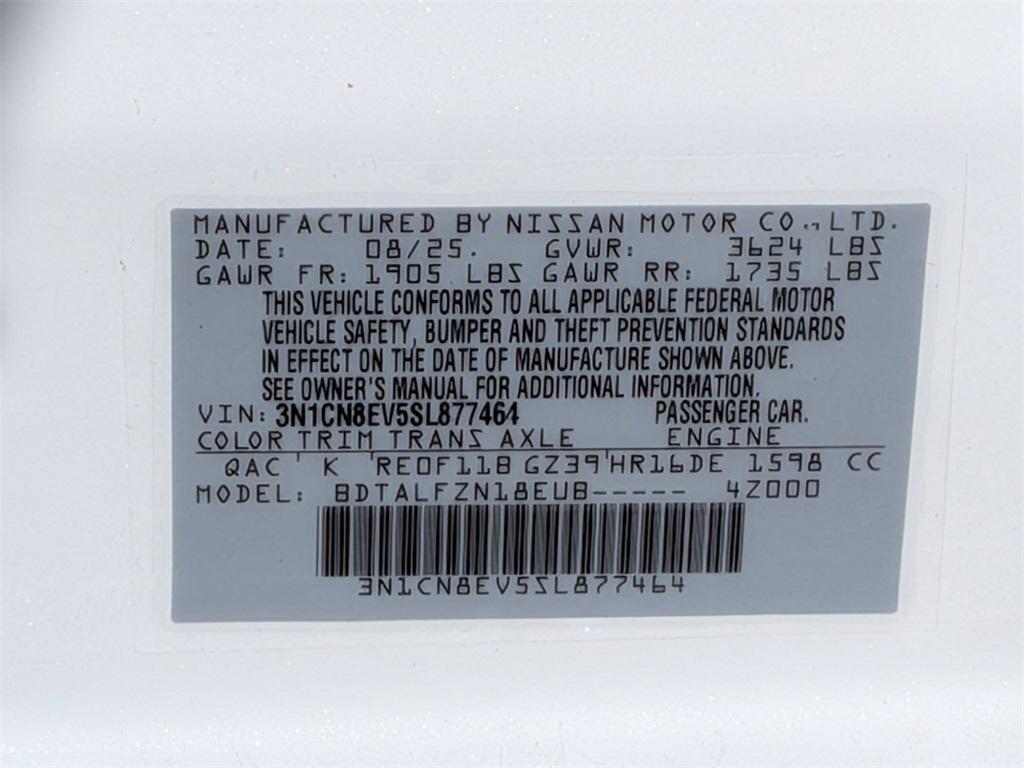 MANUFACTURED BY NISSAN MOTOR CO., LTD.
DATE: 08/25. GVWR: 3624 LBS
GAWR FR: 1905 LBS GAWR RR: 1735 LBS
THIS VEHICLE CONFORMS TO ALL APPLICABLE FEDERAL MOTOR
VEHICLE SAFETY, BUMPER AND THEFT PREVENTION STANDARDS
IN EFFECT ON THE DATE OF MANUFACTURE SHOWN ABOVE.
SEE OWNER'S MANUAL FOR ADDITIONAL INFORMATION.
VIN: 3N1CN8EV5SL877464 PASSENGER CAR.
COLOR TRIM TRANS AXLE ENGINE
QAC ' K 'RE0F11B GZ39'HR16DE 1598 CC
MODEL: BDTALFZN18EUB----- 4Z000
3N1CN8EV5SL877464